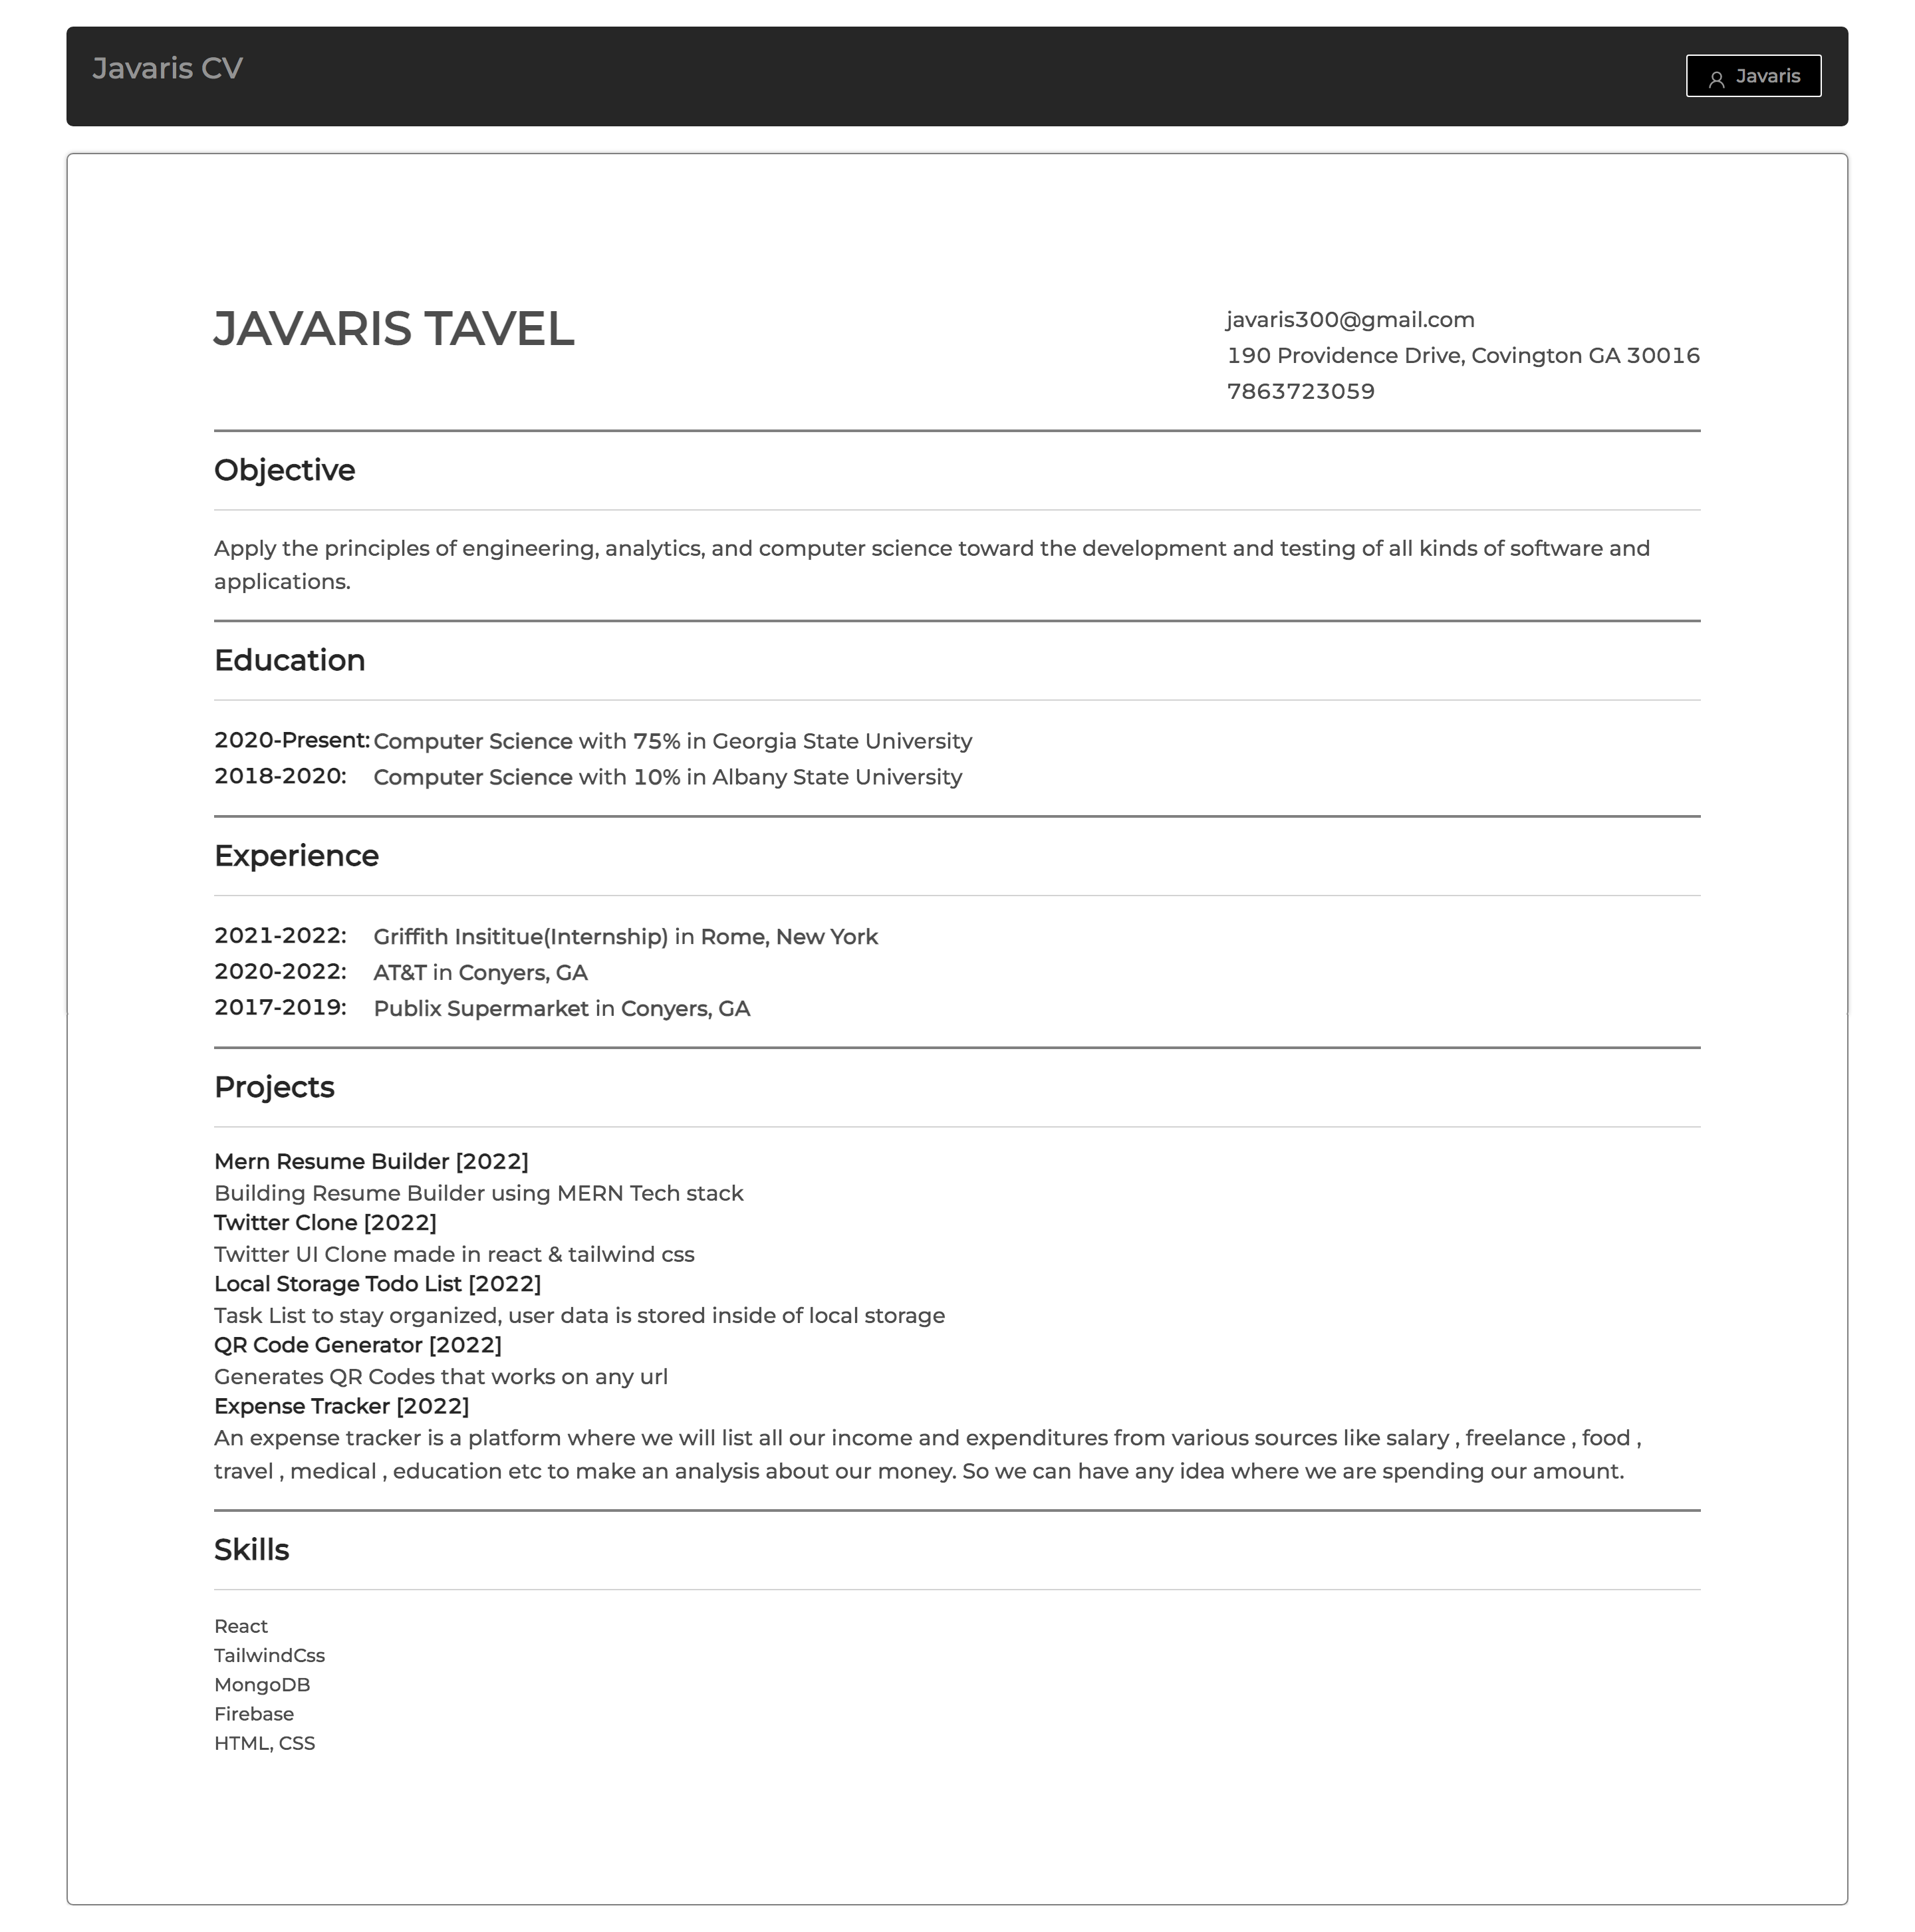 Javaris CV
Javaris
JAVARIS TAVEL
javaris300@gmail.com
190 Providence Drive, Covington GA 30016
7863723059
Objective
Apply the principles of engineering, analytics, and computer science toward the development and testing of all kinds of software and
applications.
Education
2020-Present: Computer Science with 75% in Georgia State University
2018-2020: Computer Science with 10% in Albany State University
Experience
2021-2022: Griffith Insititue(Internship) in Rome, New York
2020-2022: AT&T in Conyers, GA
2017-2019: Publix Supermarket in Conyers, GA
Projects
Mern Resume Builder [2022]
Building Resume Builder using MERN Tech stack
Twitter Clone [2022]
Twitter UI Clone made in react & tailwind css
Local Storage Todo List [2022]
Task List to stay organized, user data is stored inside of local storage
QR Code Generator [2022]
Generates QR Codes that works on any url
Expense Tracker [2022]
An expense tracker is a platform where we will list all our income and expenditures from various sources like salary , freelance , food ,
travel , medical , education etc to make an analysis about our money. So we can have any idea where we are spending our amount.
Skills
React
TailwindCss
MongoDB
Firebase
HTML, CSS